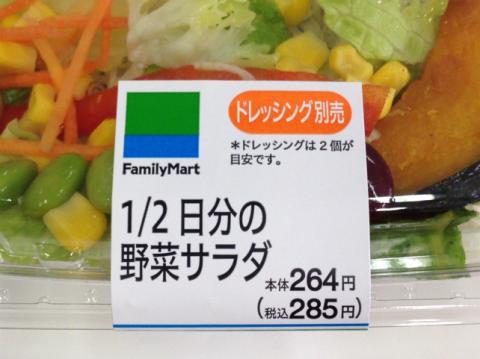 ドレッシング別売
*ドレッシングは2個が
目安です。
FamilyMart
1/2日分の
野菜サラダ
本体264円
(税込285円)